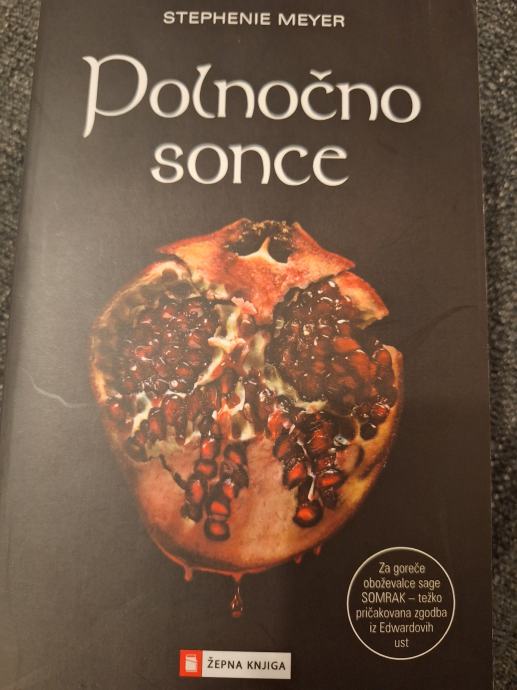 STEPHENIE MEYER
Polnočno
sonce
Za goreče
oboževalce sage
SOMRAK – težko
pričakovana zgodba
iz Edwardovih
ust
ŽEPNA KNJIGA